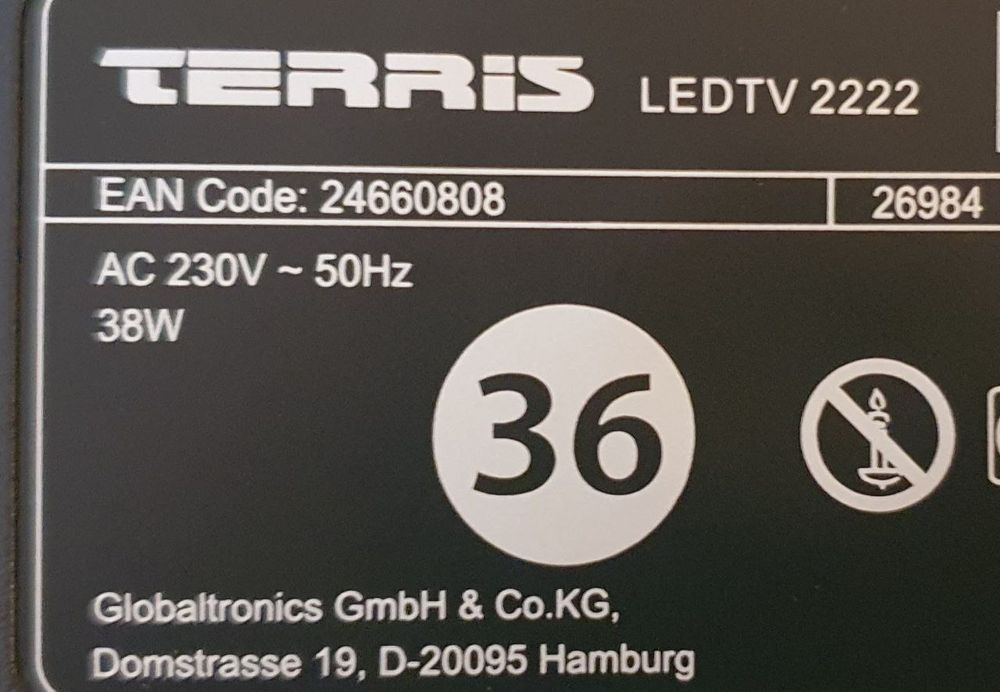 TERRIS LEDTV 2222
EAN Code: 24660808 26984
AC 230V ~ 50Hz
38W
36
Globaltronics GmbH & Co.KG,
Domstrasse 19, D-20095 Hamburg